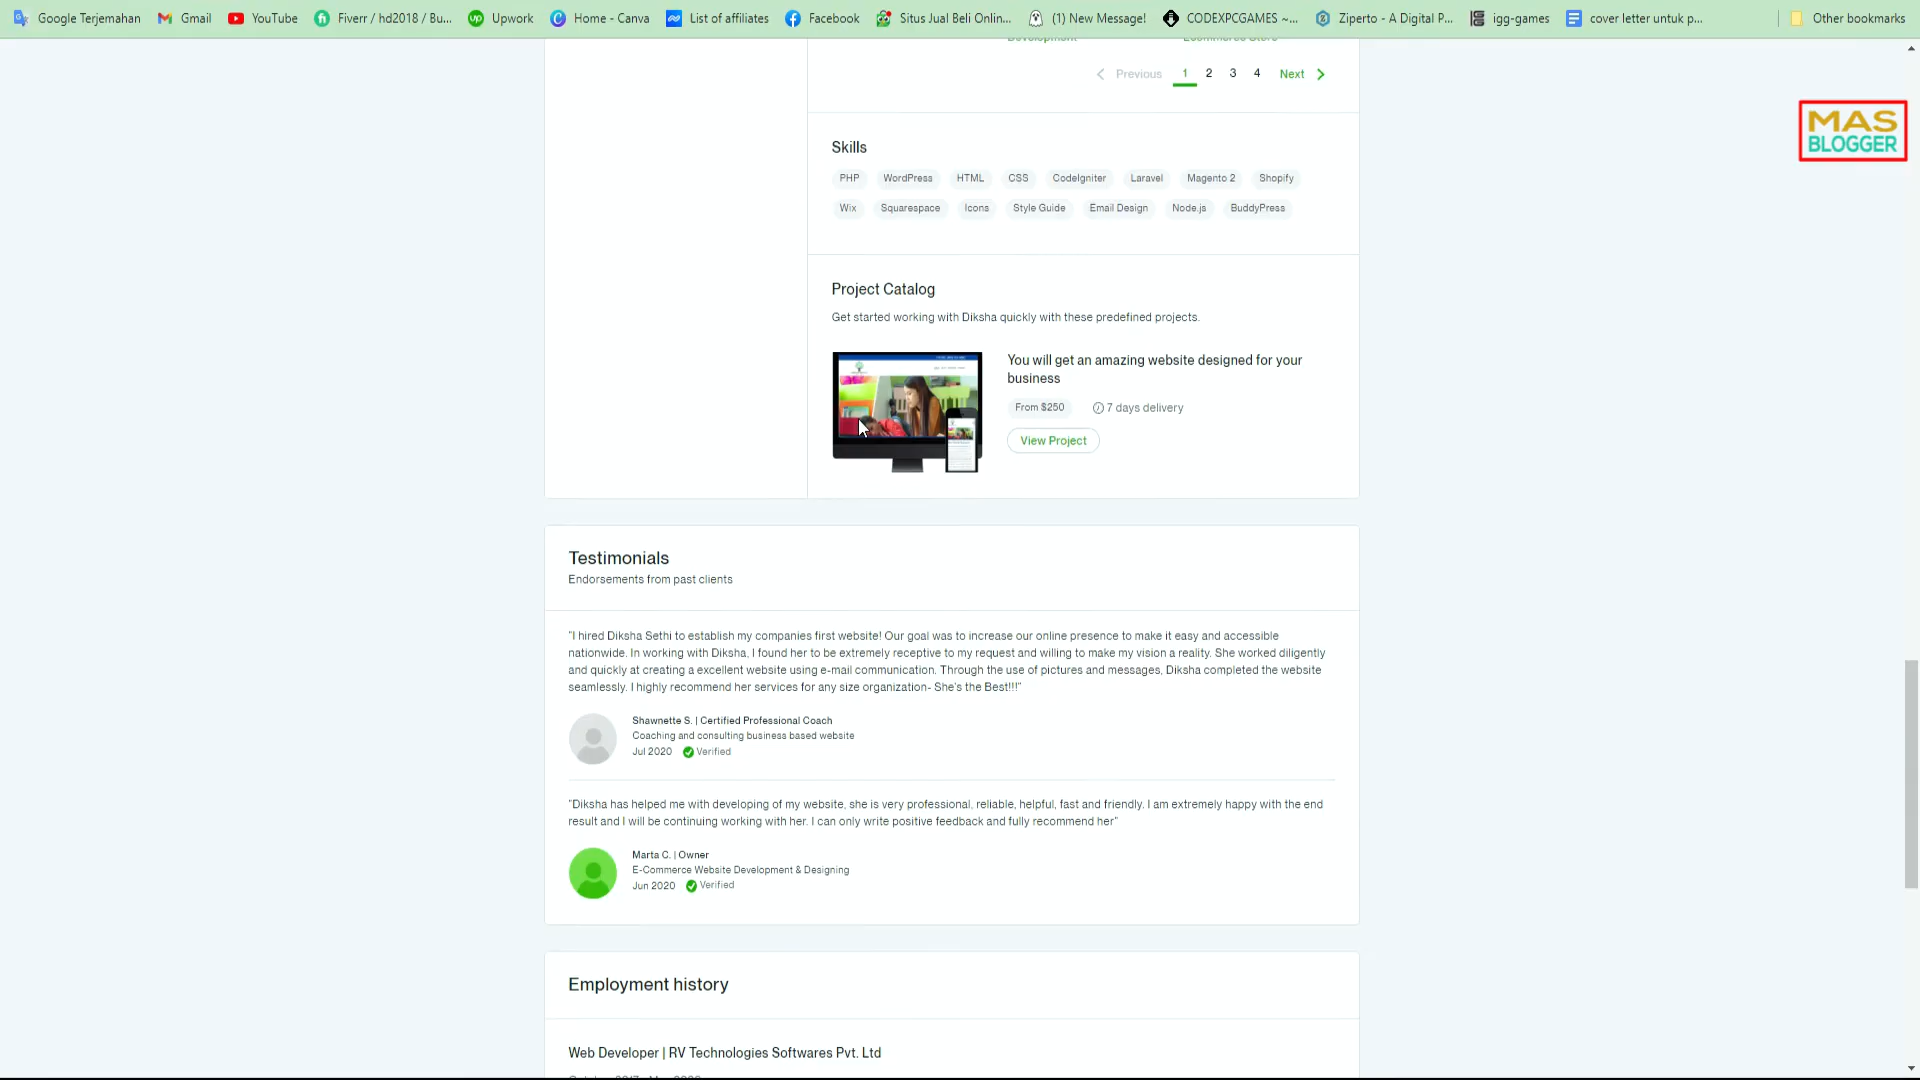 Google Terjemahan Gmail YouTube Fiverr / hd2018 / Bu... Upwork Home - Canva List of affiliates Facebook Situs Jual Beli Onlin... (1) New Message! CODEXPCGAMES ~... Ziperto - A Digital P... igg-games cover letter untuk p... Other bookmarks
Development Ecommerce Store
Previous 1 2 3 4 Next
MAS
BLOGGER
Skills
PHP WordPress HTML CSS CodeIgniter Laravel Magento 2 Shopify
Wix Squarespace Icons Style Guide Email Design Node.js BuddyPress
Project Catalog
Get started working with Diksha quickly with these predefined projects.
You will get an amazing website designed for your
business
From $250 7 days delivery
View Project
Testimonials
Endorsements from past clients
"I hired Diksha Sethi to establish my companies first website! Our goal was to increase our online presence to make it easy and accessible
nationwide. In working with Diksha, I found her to be extremely receptive to my request and willing to make my vision a reality. She worked diligently
and quickly at creating a excellent website using e-mail communication. Through the use of pictures and messages, Diksha completed the website
seamlessly. I highly recommend her services for any size organization- She's the Best!!!"
Shawnette S. | Certified Professional Coach
Coaching and consulting business based website
Jul 2020 Verified
"Diksha has helped me with developing of my website, she is very professional, reliable, helpful, fast and friendly. I am extremely happy with the end
result and I will be continuing working with her. I can only write positive feedback and fully recommend her"
Marta C. | Owner
E-Commerce Website Development & Designing
Jun 2020 Verified
Employment history
Web Developer | RV Technologies Softwares Pvt. Ltd